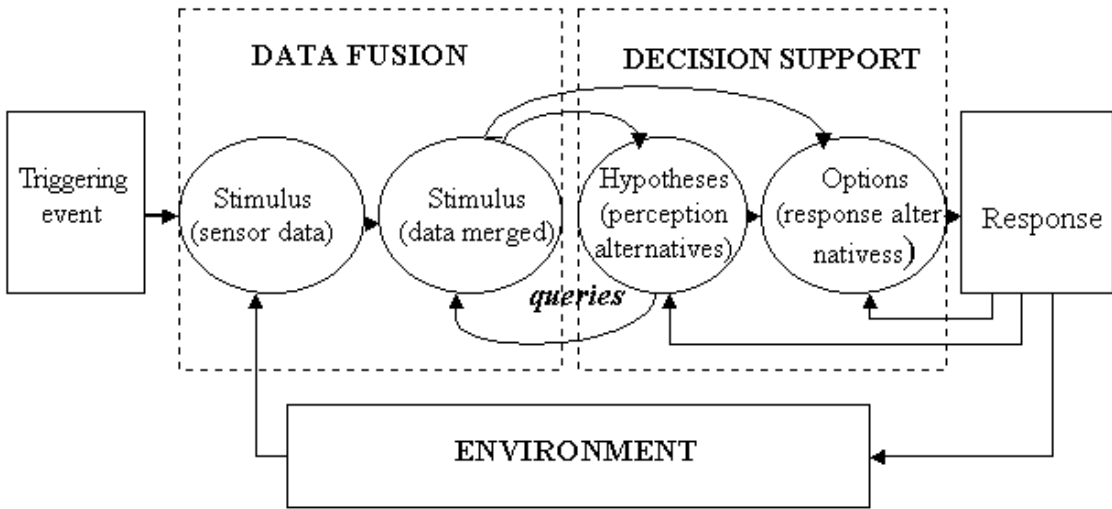 DATA FUSION
DECISION SUPPORT
Triggering
event
Stimulus
(sensor data)
Stimulus
(data merged)
Hypotheses
(perception
alternatives)
Options
(response alter
nativess)
Response
queries
ENVIRONMENT